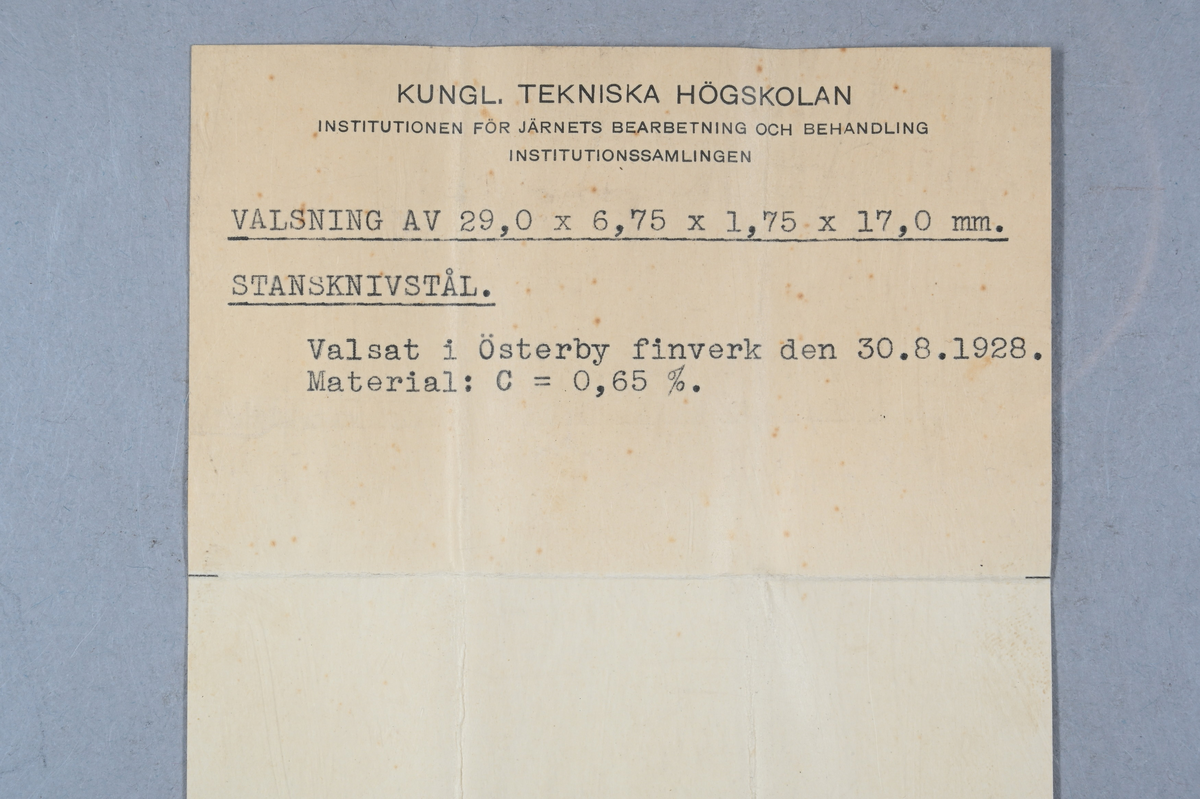 KUNGL. TEKNISKA HÖGSKOLAN
INSTITUTIONEN FÖR JÄRNETS BEARBETNING OCH BEHANDLING
INSTITUTIONSSAMLINGEN
VALSNING AV 29,0 x 6,75 x 1,75 x 17,0 mm.
STANSKNIVSTÅL.
Valsat i Österby finverk den 30.8.1928.
Material: C = 0,65 %.